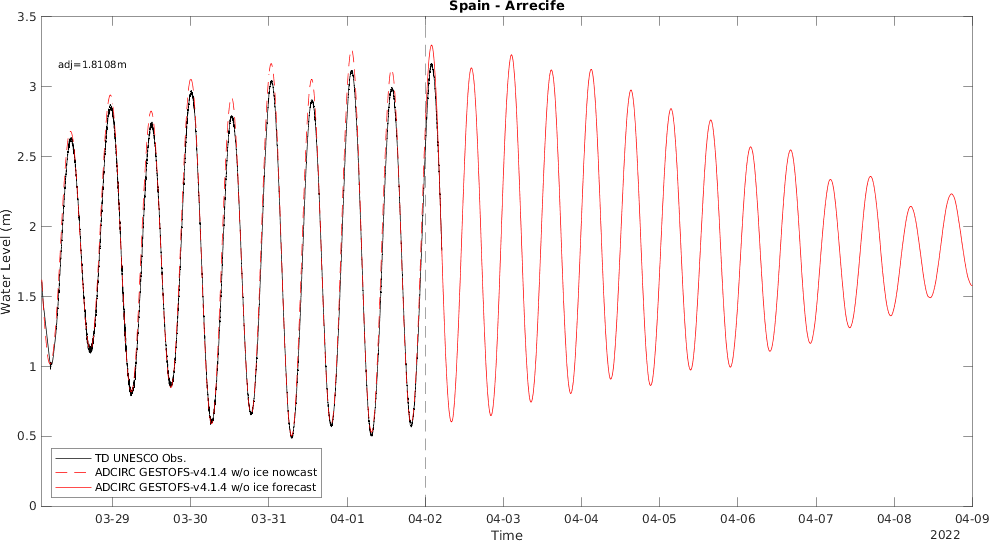 Spain - Arrecife
3.5
adj=1.8108m
3
2.5
2
1.5
1
0.5
0
Water Level (m)
TD UNESCO Obs.
ADCIRC GESTOFS-v4.1.4 w/o ice nowcast
ADCIRC GESTOFS-v4.1.4 w/o ice forecast
03-29 03-30 03-31 04-01 04-02 04-03 04-04 04-05 04-06 04-07 04-08 04-09
Time
2022